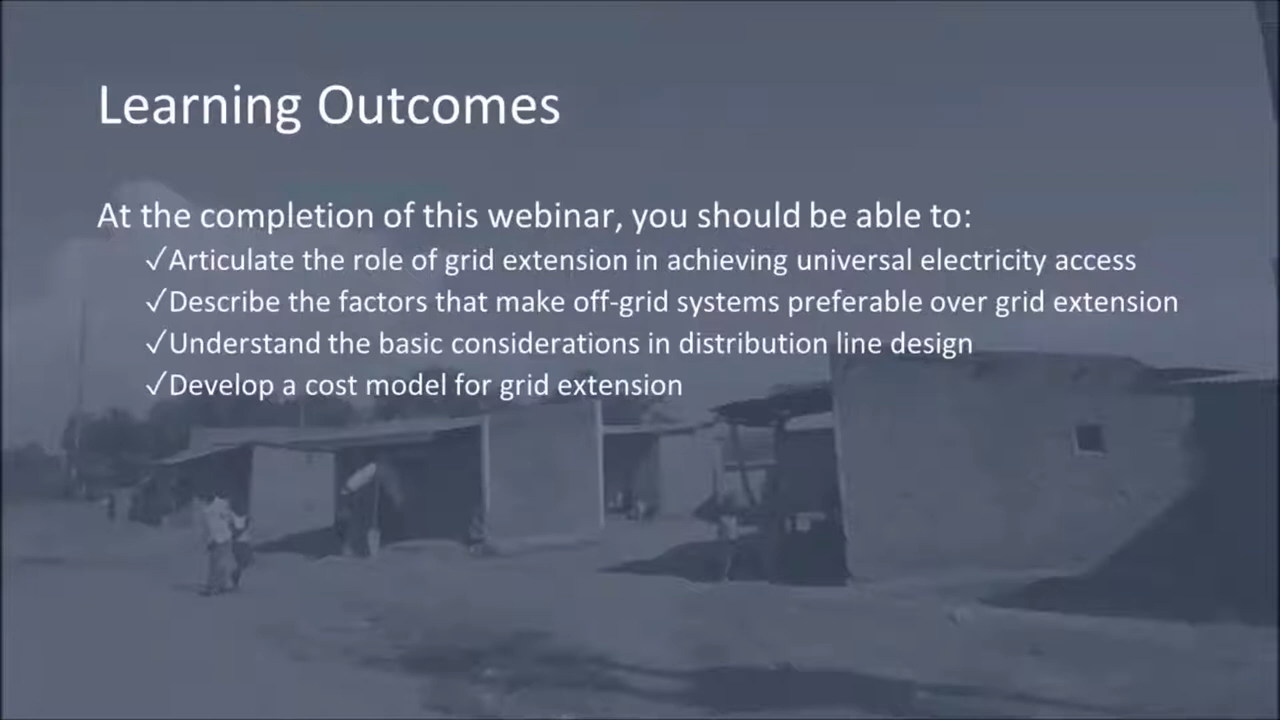 Learning Outcomes
At the completion of this webinar, you should be able to:
✓Articulate the role of grid extension in achieving universal electricity access
✓Describe the factors that make off-grid systems preferable over grid extension
✓Understand the basic considerations in distribution line design
✓Develop a cost model for grid extension